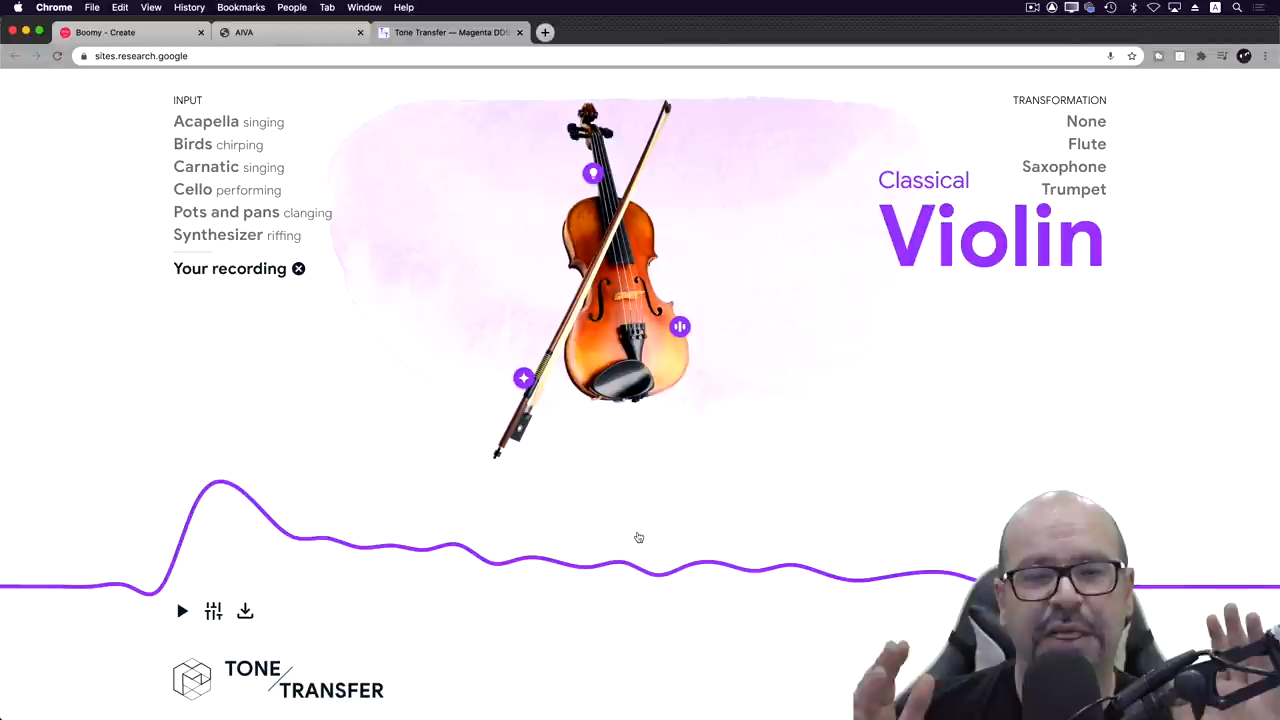 Chrome File Edit View History Bookmarks People Tab Window Help
Boomy - Create
AIVA
Tone Transfer — Magenta DDS
sites.research.google
INPUT
Acapella singing
Birds chirping
Carnatic singing
Cello performing
Pots and pans clanging
Synthesizer riffing
Your recording
TRANSFORMATION
None
Flute
Saxophone
Trumpet
Classical
Violin
TONE
TRANSFER